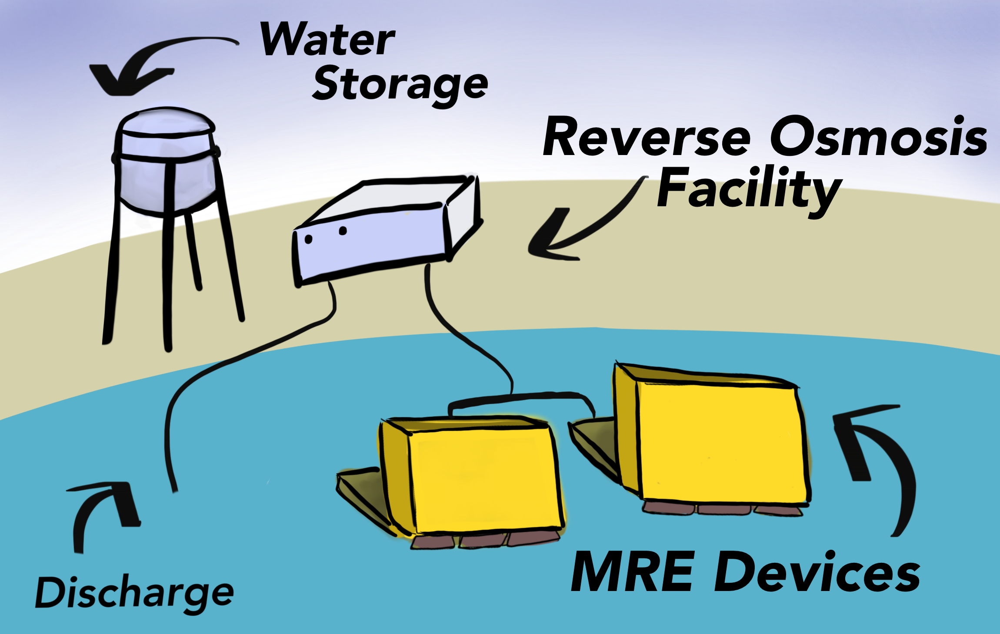 Water
Storage
Reverse Osmosis
Facility
MRE Devices
Discharge